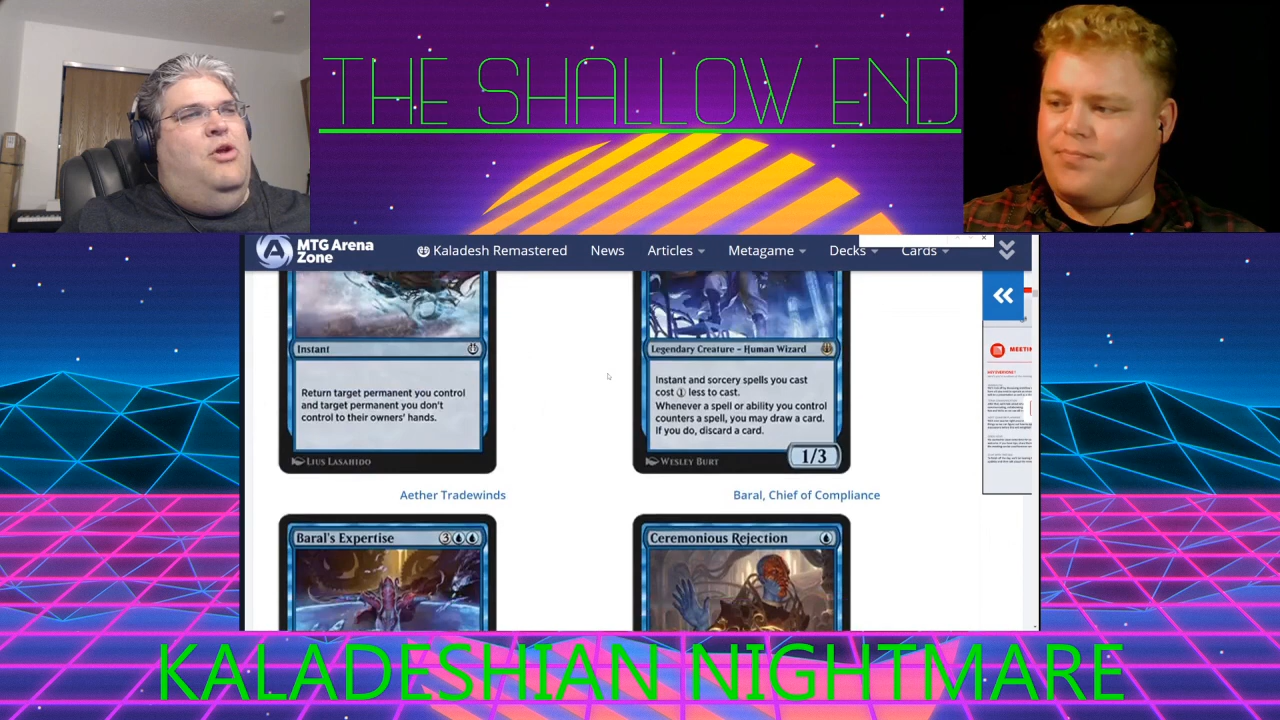 THE SHALLOW END
MTG Arena
Zone
Kaladesh Remastered
News
Articles
Metagame
Decks
Cards
Instant
Return target permanent you control
and target permanent you don't
control to their owners' hands.
Lius Lasahido
Aether Tradewinds
Legendary Creature – Human Wizard
Instant and sorcery spells you cast
cost 1 less to cast.
Whenever a spell or ability you control
counters a spell, you may draw a card.
If you do, discard a card.
1/3
Wesley Burt
Baral, Chief of Compliance
Baral's Expertise 3
Ceremonious Rejection
KALADESHIAN NIGHTMARE